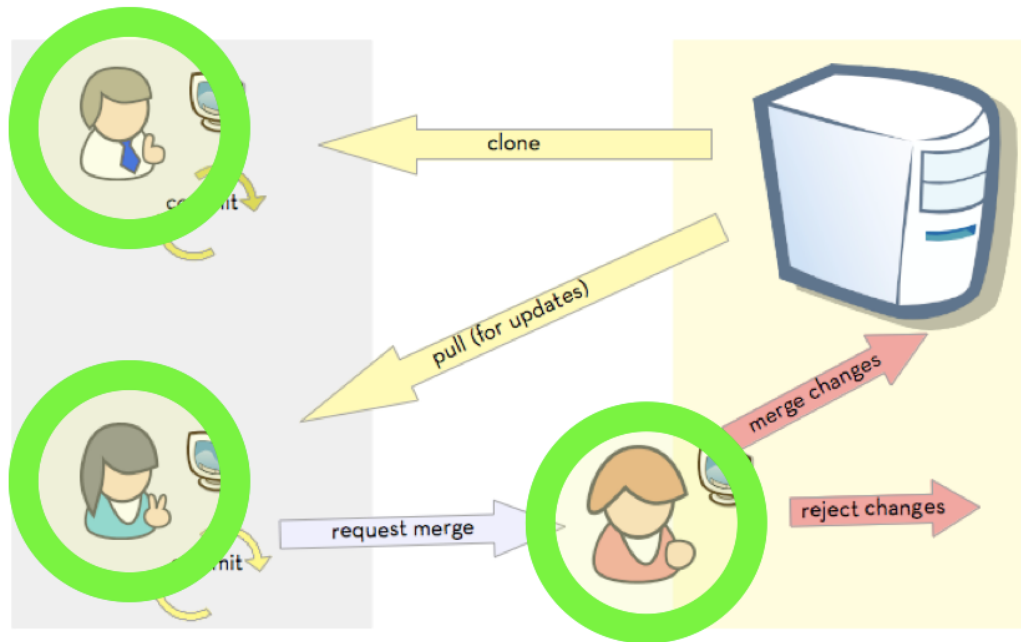 clone
pull (for updates)
merge changes
request merge
reject changes